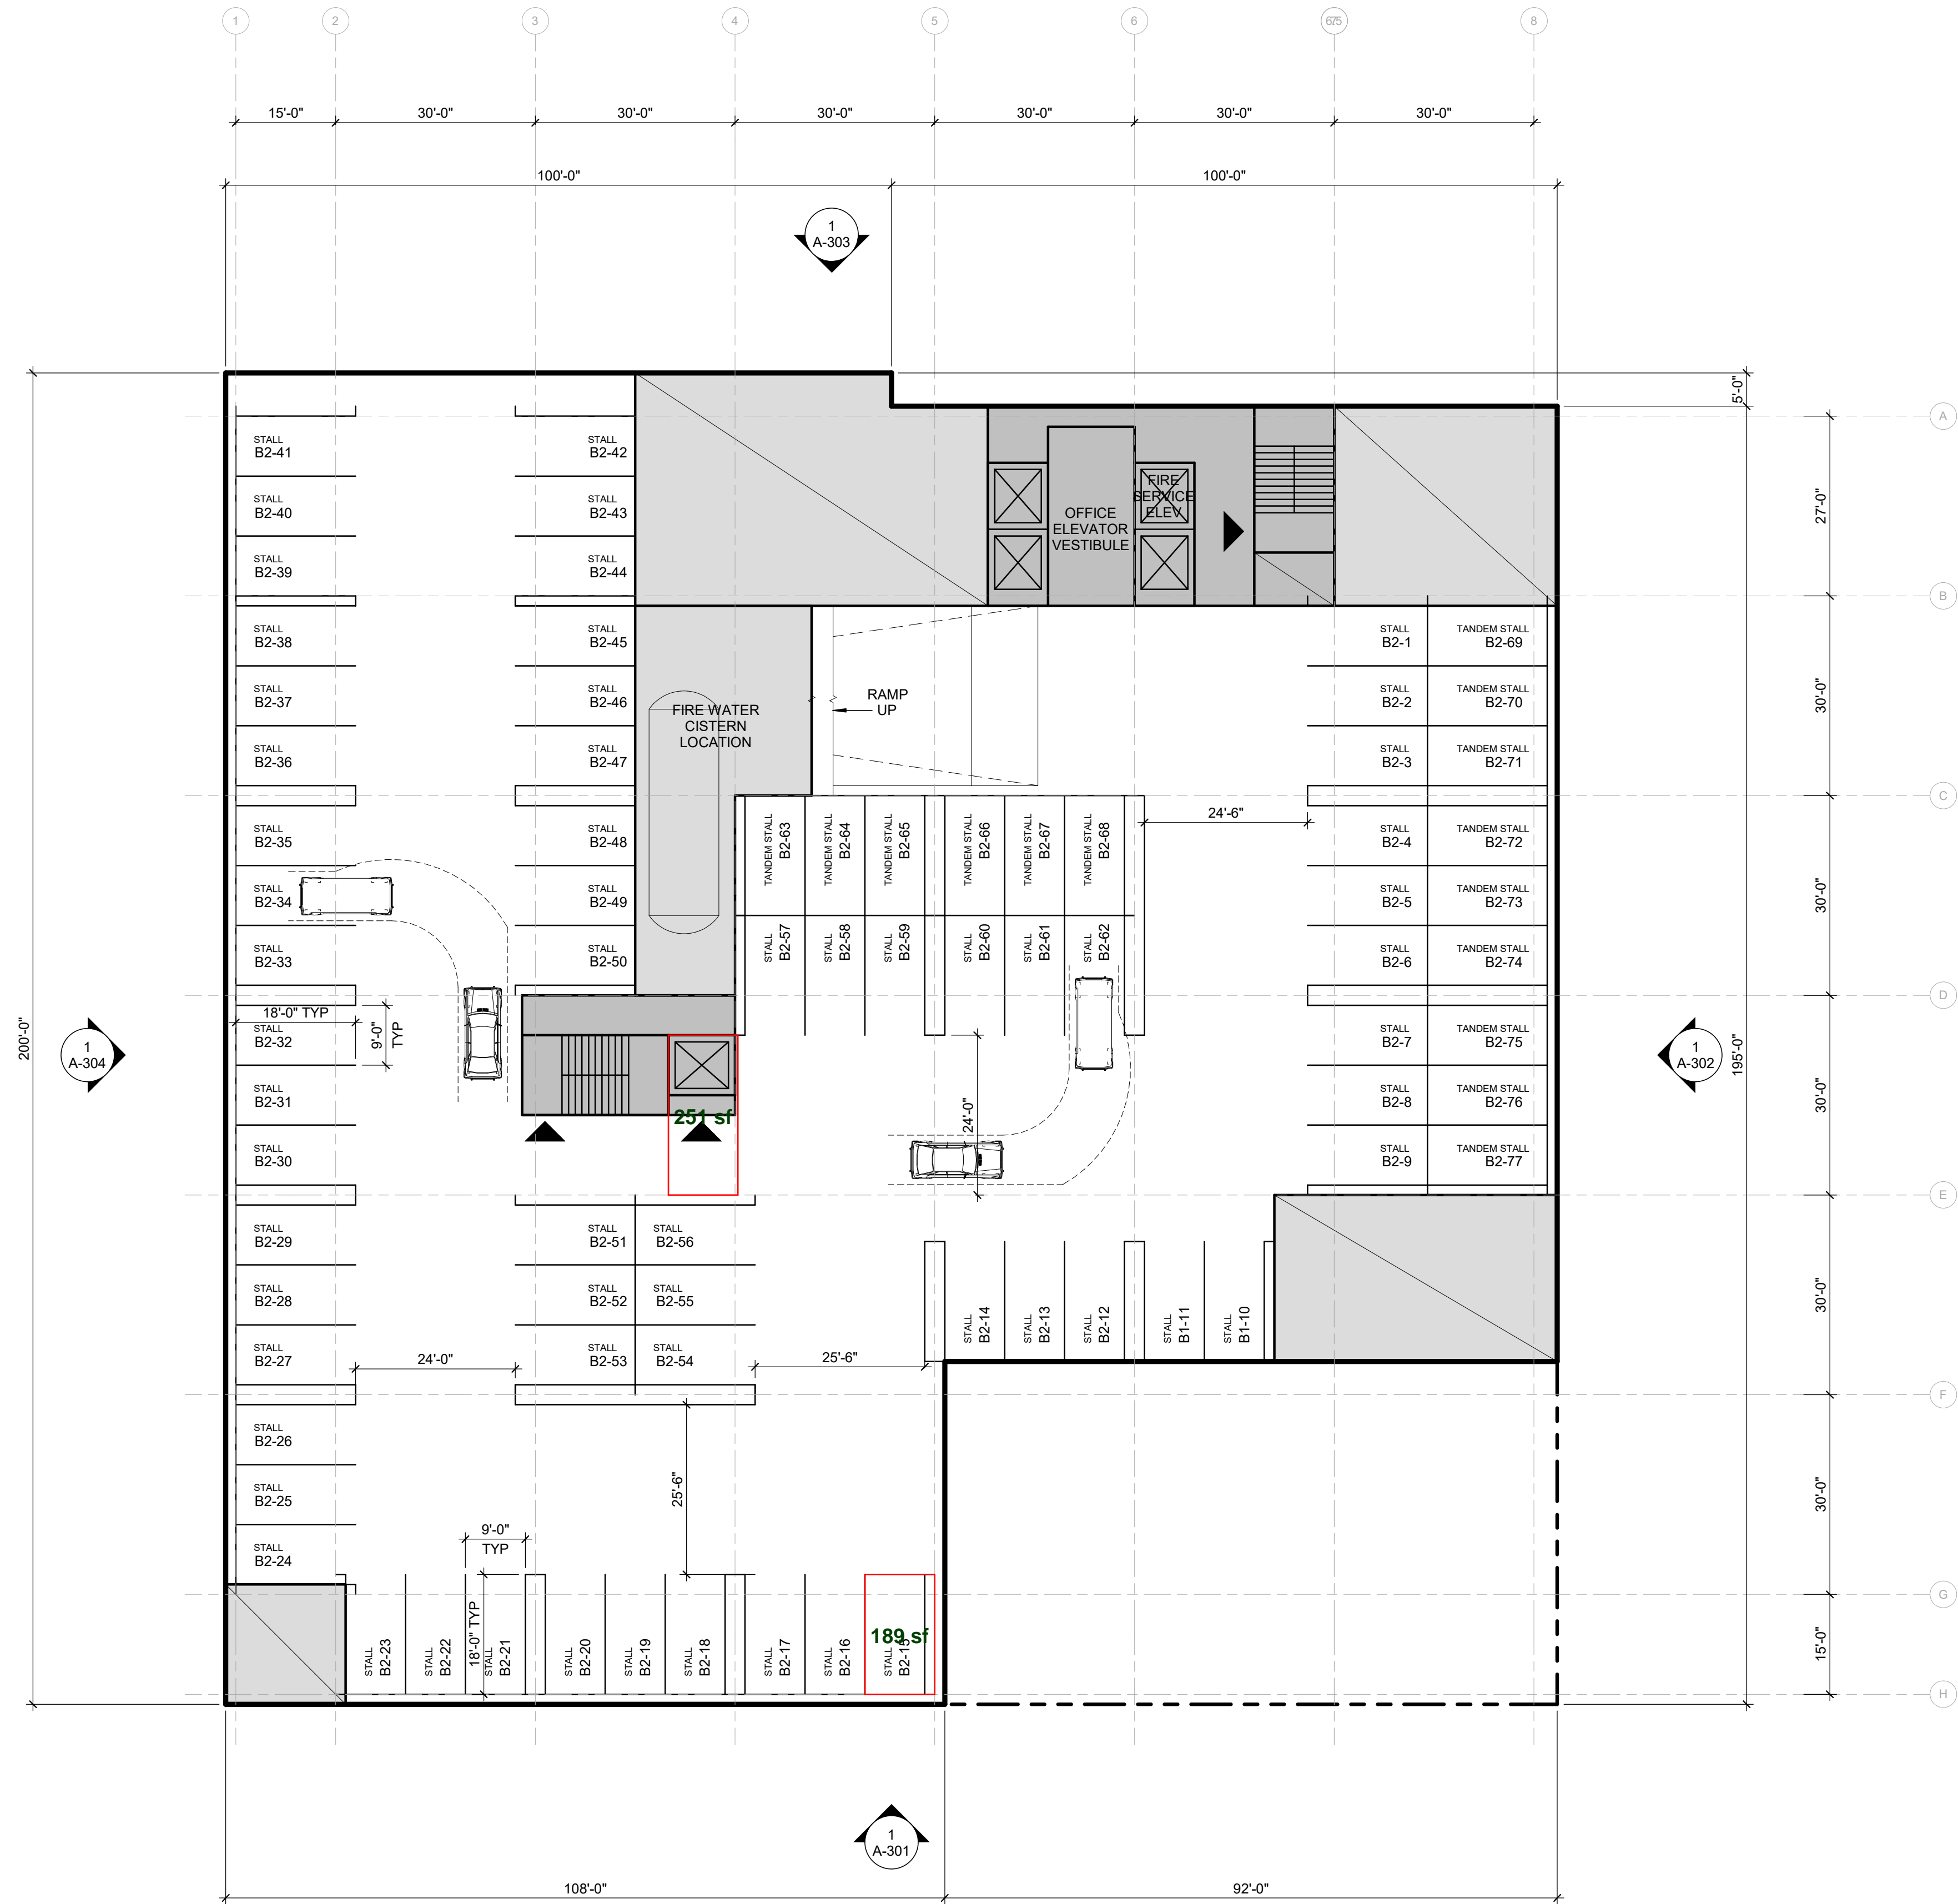 1
2
3
4
5
6
8
15'-0"
30'-0"
30'-0"
30'-0"
30'-0"
30'-0"
30'-0"
100'-0"
100'-0"
1
A-303
5'-0"
A
STALL
B2-41
STALL
B2-42
STALL
B2-40
STALL
B2-43
STALL
B2-39
STALL
B2-44
OFFICE
ELEVATOR
VESTIBULE
FIRE
SERVICE
ELEV
27'-0"
B
STALL
B2-38
STALL
B2-45
STALL
B2-37
STALL
B2-46
STALL
B2-36
STALL
B2-47
FIRE WATER
CISTERN
LOCATION
RAMP
UP
STALL
B2-1
TANDEM STALL
B2-69
STALL
B2-2
TANDEM STALL
B2-70
STALL
B2-3
TANDEM STALL
B2-71
30'-0"
C
STALL
B2-35
STALL
B2-48
STALL
B2-34
STALL
B2-49
STALL
B2-33
STALL
B2-50
TANDEM STALL
B2-63
TANDEM STALL
B2-64
TANDEM STALL
B2-65
TANDEM STALL
B2-66
TANDEM STALL
B2-67
TANDEM STALL
B2-68
24'-6"
STALL
B2-57
STALL
B2-58
STALL
B2-59
STALL
B2-60
STALL
B2-61
STALL
B2-62
STALL
B2-4
TANDEM STALL
B2-72
STALL
B2-5
TANDEM STALL
B2-73
STALL
B2-6
TANDEM STALL
B2-74
30'-0"
D
200'-0"
1
A-304
18'-0" TYP
9'-0"
TYP
STALL
B2-32
STALL
B2-31
STALL
B2-30
251 sf
24'-0"
STALL
B2-7
TANDEM STALL
B2-75
STALL
B2-8
TANDEM STALL
B2-76
STALL
B2-9
TANDEM STALL
B2-77
1
A-302
195'-0"
30'-0"
E
STALL
B2-29
STALL
B2-51
STALL
B2-56
STALL
B2-28
STALL
B2-52
STALL
B2-55
STALL
B2-27
STALL
B2-53
STALL
B2-54
24'-0"
25'-6"
STALL
B2-14
STALL
B2-13
STALL
B2-12
STALL
B1-11
STALL
B1-10
30'-0"
F
STALL
B2-26
STALL
B2-25
STALL
B2-24
25'-6"
9'-0"
TYP
30'-0"
G
STALL
B2-23
STALL
B2-22
18'-0" TYP
STALL
B2-21
STALL
B2-20
STALL
B2-19
STALL
B2-18
STALL
B2-17
STALL
B2-16
189 sf
STALL
B2-15
15'-0"
H
1
A-301
108'-0"
92'-0"